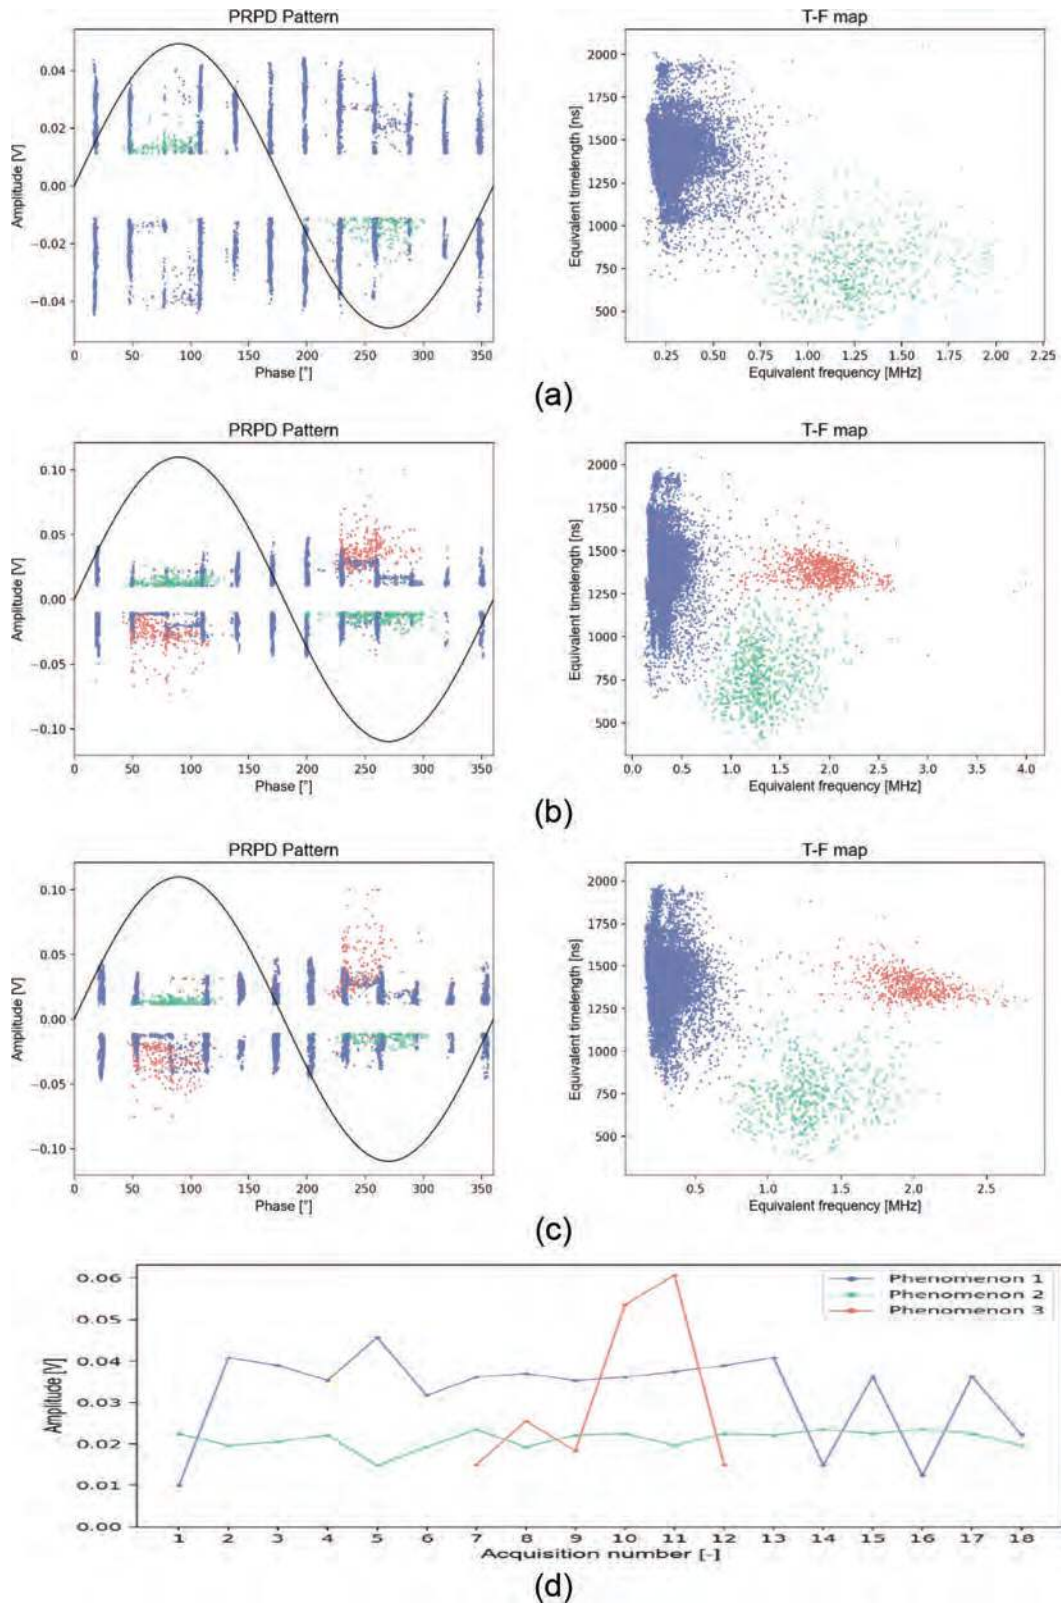 PRPD Pattern T-F map
0.04
0.02
0.00
−0.02
−0.04
Amplitude [V]
0 50 100 150 200 250 300 350
Phase [°]
2000
1750
1500
1250
1000
750
500
Equivalent timelength [ns]
0.25 0.50 0.75 1.00 1.25 1.50 1.75 2.00 2.25
Equivalent frequency [MHz]
(a)
PRPD Pattern T-F map
0.10
0.05
0.00
−0.05
−0.10
Amplitude [V]
0 50 100 150 200 250 300 350
Phase [°]
2000
1750
1500
1250
1000
750
500
Equivalent timelength [ns]
0.0 0.5 1.0 1.5 2.0 2.5 3.0 3.5 4.0
Equivalent frequency [MHz]
(b)
PRPD Pattern T-F map
0.10
0.05
0.00
−0.05
−0.10
Amplitude [V]
0 50 100 150 200 250 300 350
Phase [°]
2000
1750
1500
1250
1000
750
500
Equivalent timelength [ns]
0.5 1.0 1.5 2.0 2.5
Equivalent frequency [MHz]
(c)
0.06
0.05
0.04
0.03
0.02
0.01
0.00
Amplitude [V]
Phenomenon 1
Phenomenon 2
Phenomenon 3
1 2 3 4 5 6 7 8 9 10 11 12 13 14 15 16 17 18
Acquisition number [-]
(d)